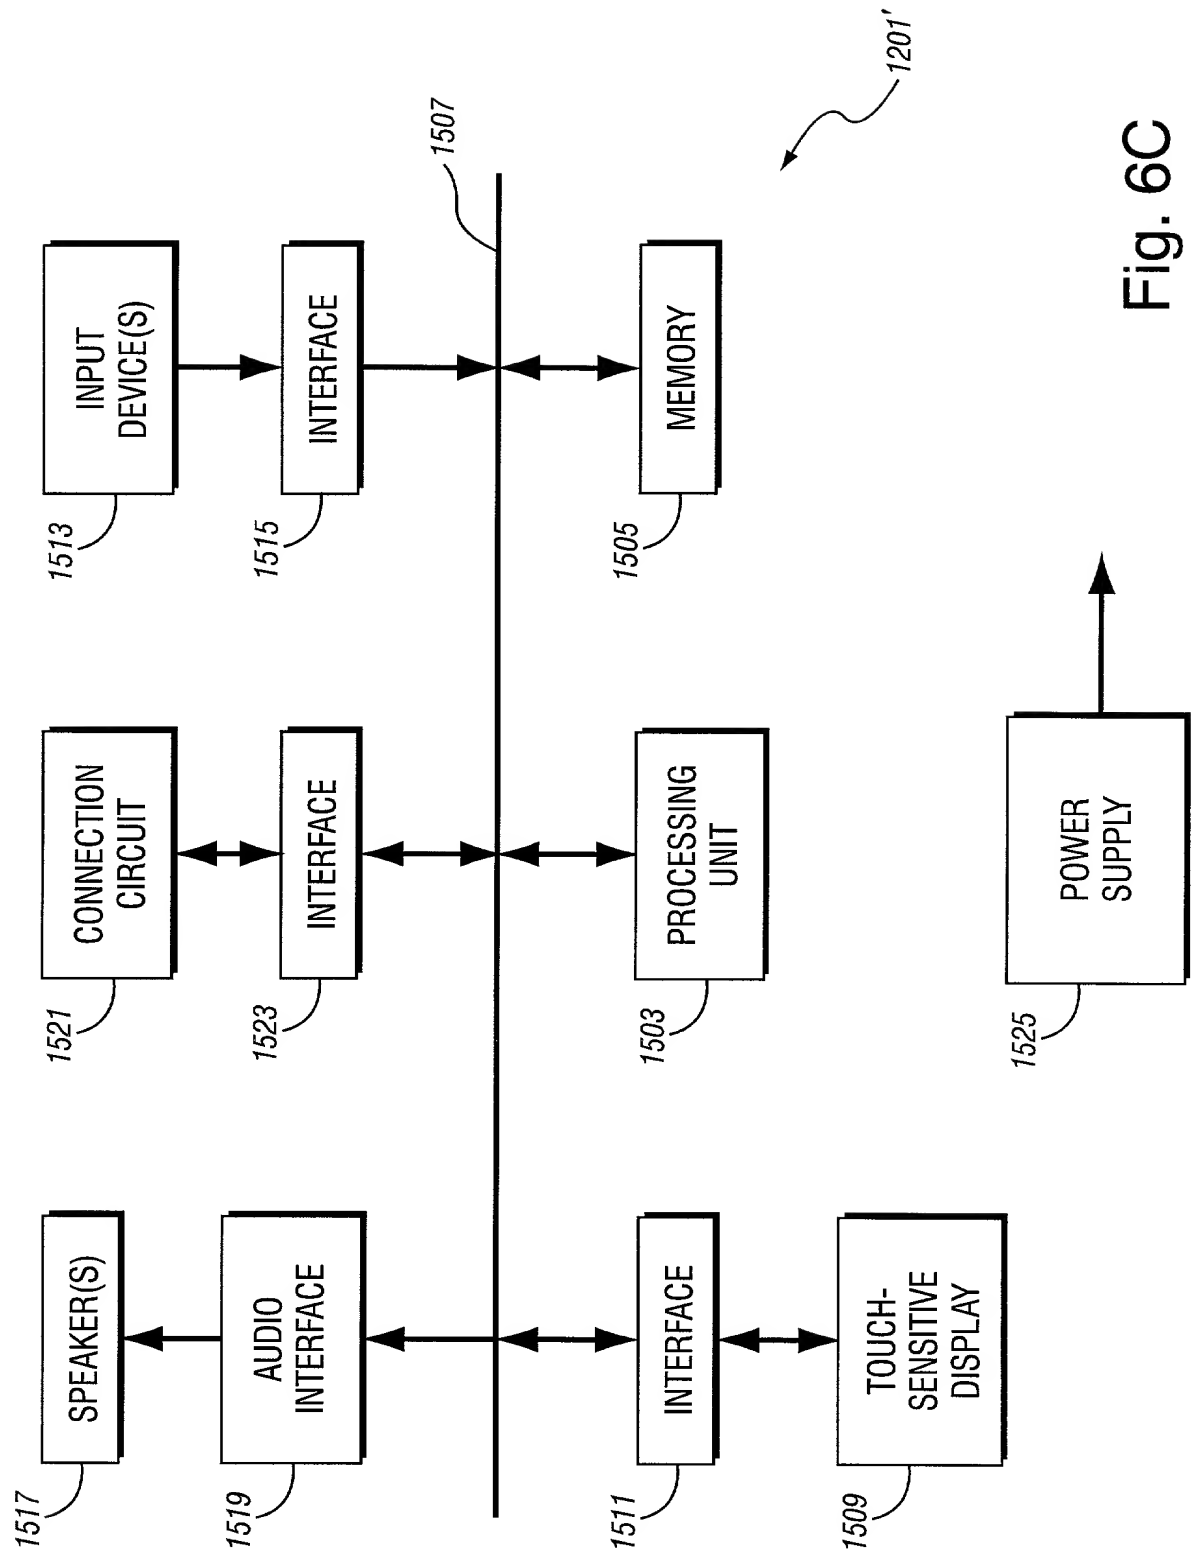 1517
SPEAKER(S)
1519
AUDIO
INTERFACE
1521
CONNECTION
CIRCUIT
1523
INTERFACE
1513
INPUT
DEVICE(S)
1515
INTERFACE
1507
1511
INTERFACE
1509
TOUCH-
SENSITIVE
DISPLAY
1503
PROCESSING
UNIT
1505
MEMORY
1201'
1525
POWER
SUPPLY
Fig. 6C